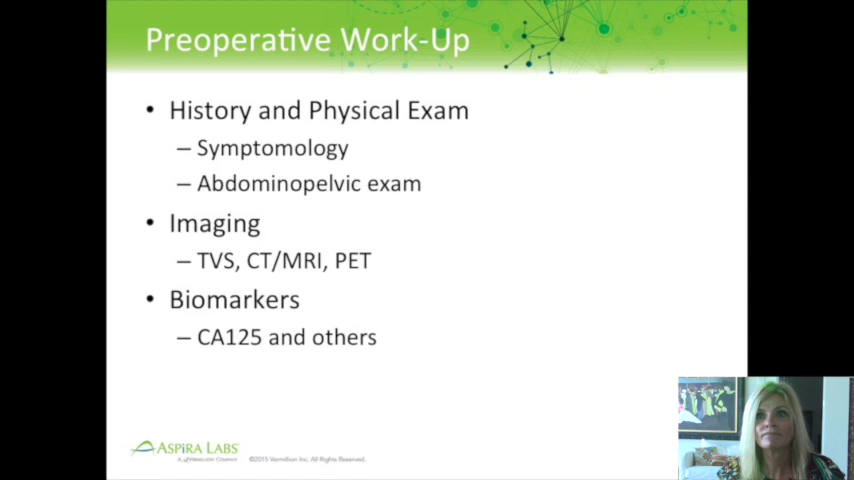 Preoperative Work-Up
• History and Physical Exam
– Symptomology
– Abdominopelvic exam
• Imaging
– TVS, CT/MRI, PET
• Biomarkers
– CA125 and others
ASPIRA LABS
A Vermillion Company
©2015 Vermillion Inc. All Rights Reserved.